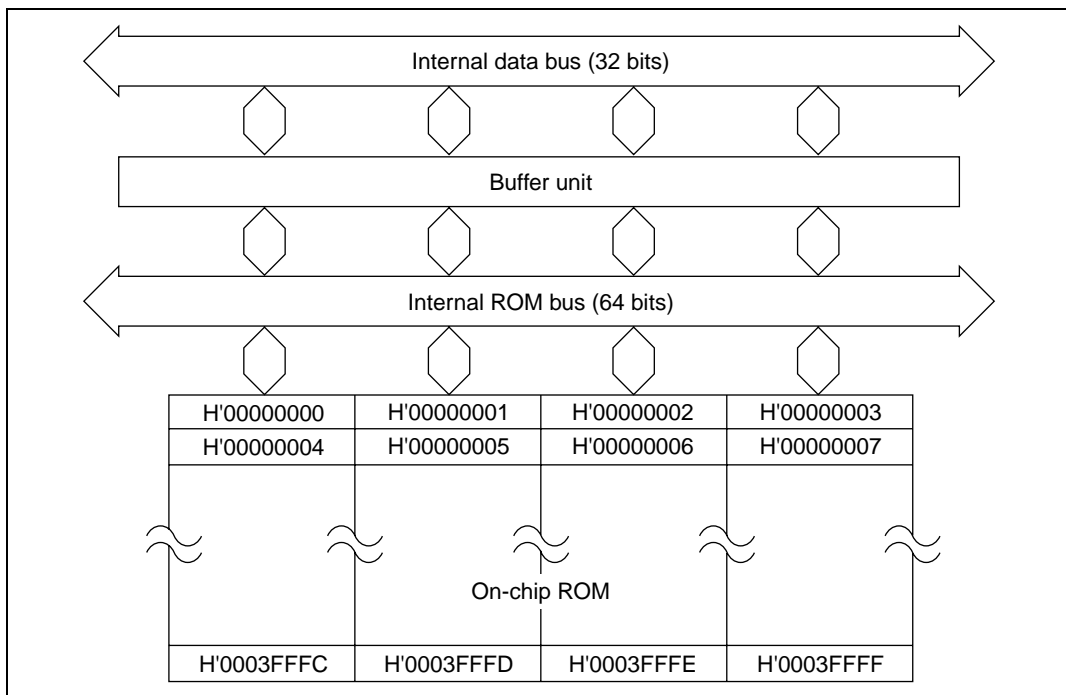 Internal data bus (32 bits)
Buffer unit
Internal ROM bus (64 bits)
H'00000000 H'00000001 H'00000002 H'00000003
H'00000004 H'00000005 H'00000006 H'00000007
On-chip ROM
H'0003FFFC H'0003FFFD H'0003FFFE H'0003FFFF